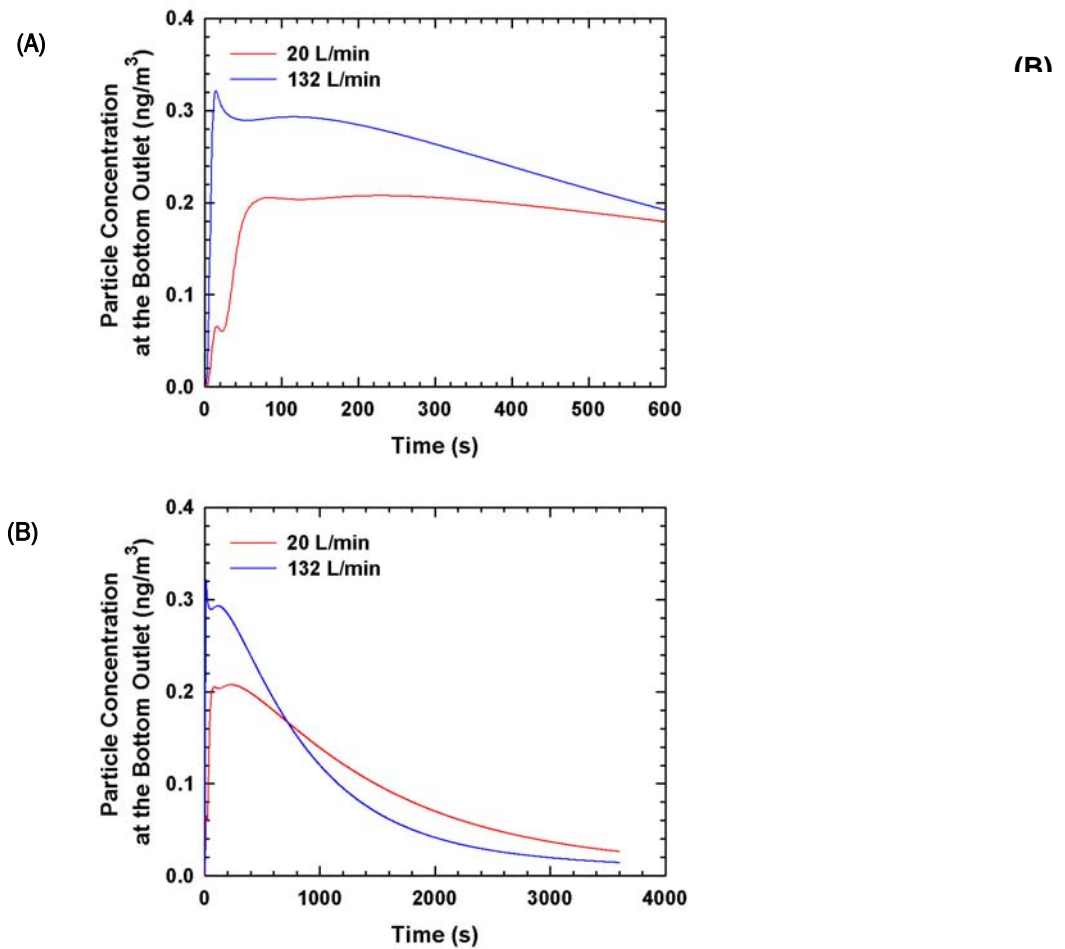 (A)
(B)
0.4
0.3
0.2
0.1
0.0
Particle Concentration
at the Bottom Outlet (ng/m³)
20 L/min
132 L/min
0 100 200 300 400 500 600
Time (s)
(B)
0.4
0.3
0.2
0.1
0.0
Particle Concentration
at the Bottom Outlet (ng/m³)
20 L/min
132 L/min
0 1000 2000 3000 4000
Time (s)